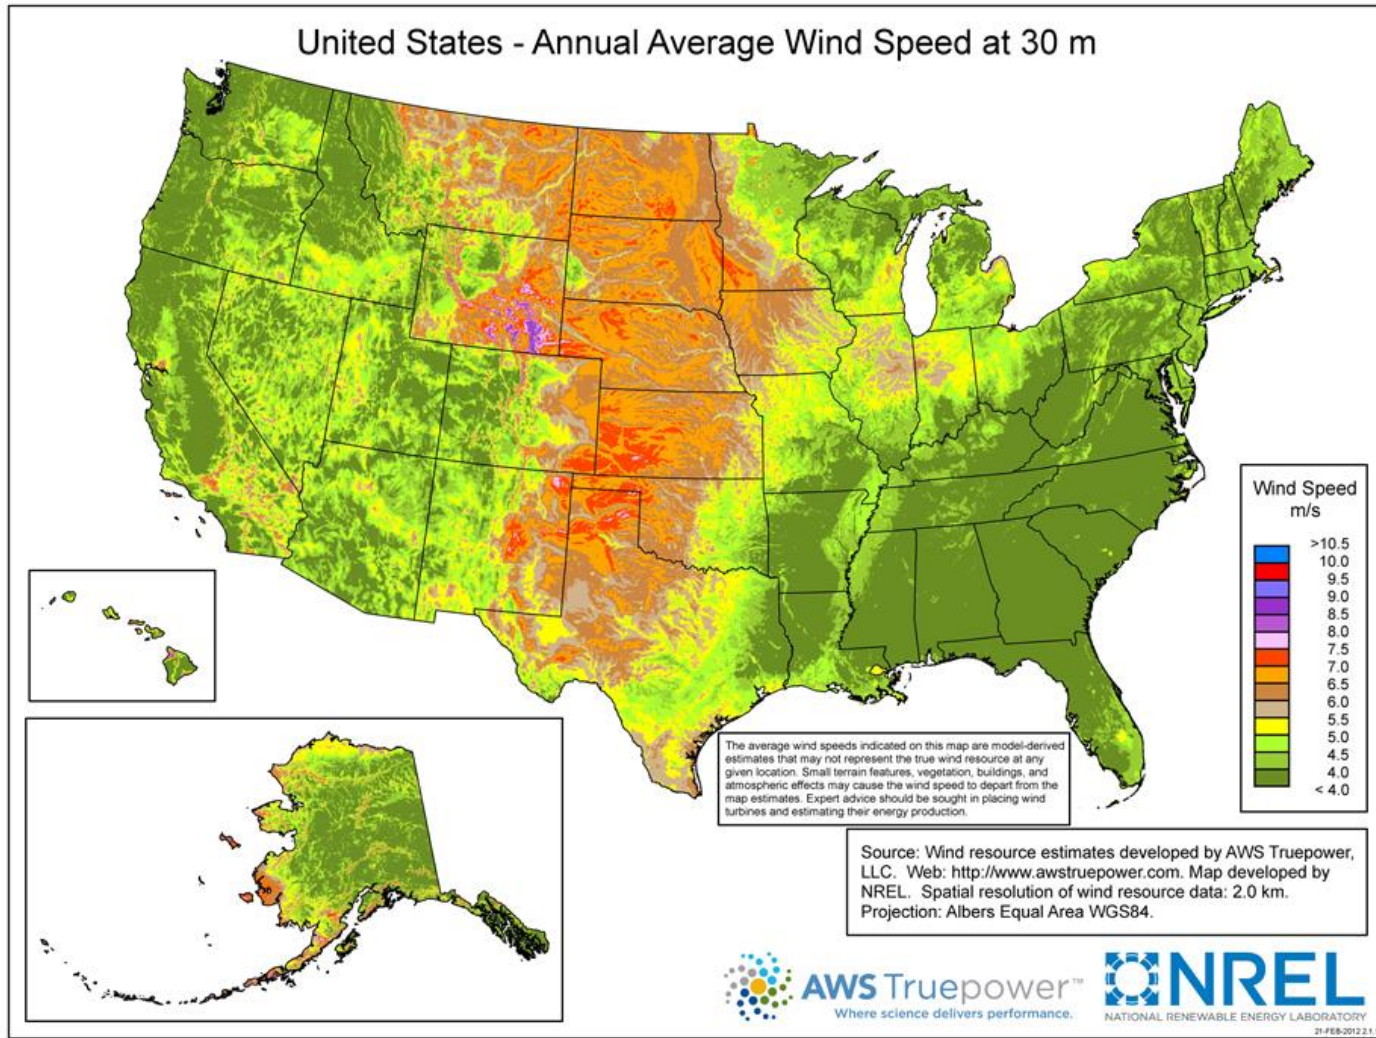 United States - Annual Average Wind Speed at 30 m
Wind Speed
m/s
>10.5
10.0
9.5
9.0
8.5
8.0
7.5
7.0
6.5
6.0
5.5
5.0
4.5
4.0
< 4.0
The average wind speeds indicated on this map are model-derived
estimates that may not represent the true wind resource at any
given location. Small terrain features, vegetation, buildings, and
atmospheric effects may cause the wind speed to depart from the
map estimates. Expert advice should be sought in placing wind
turbines and estimating their energy production.
Source: Wind resource estimates developed by AWS Truepower,
LLC. Web: http://www.awstruepower.com. Map developed by
NREL. Spatial resolution of wind resource data: 2.0 km.
Projection: Albers Equal Area WGS84.
AWS Truepower™
Where science delivers performance.
NREL
NATIONAL RENEWABLE ENERGY LABORATORY
21-FEB-2012